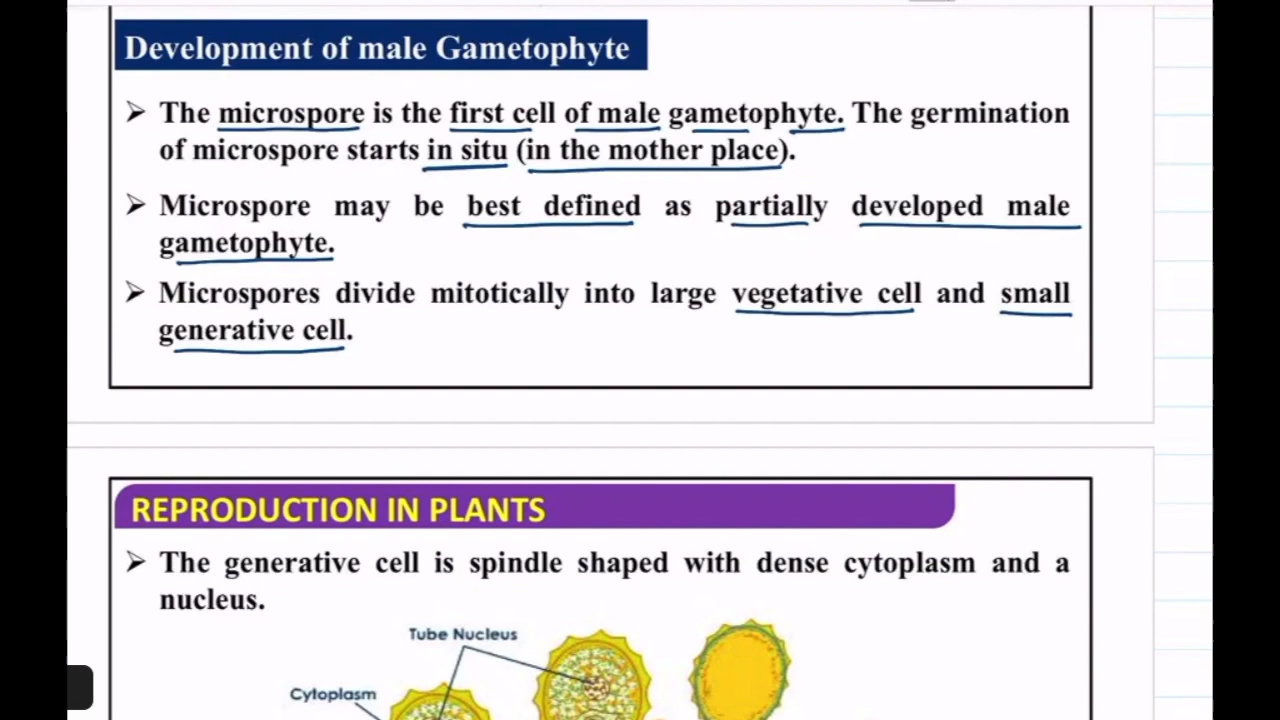 Development of male Gametophyte
➢ The microspore is the first cell of male gametophyte. The germination
of microspore starts in situ (in the mother place).
➢ Microspore may be best defined as partially developed male
gametophyte.
➢ Microspores divide mitotically into large vegetative cell and small
generative cell.
REPRODUCTION IN PLANTS
➢ The generative cell is spindle shaped with dense cytoplasm and a
nucleus.
Tube Nucleus
Cytoplasm